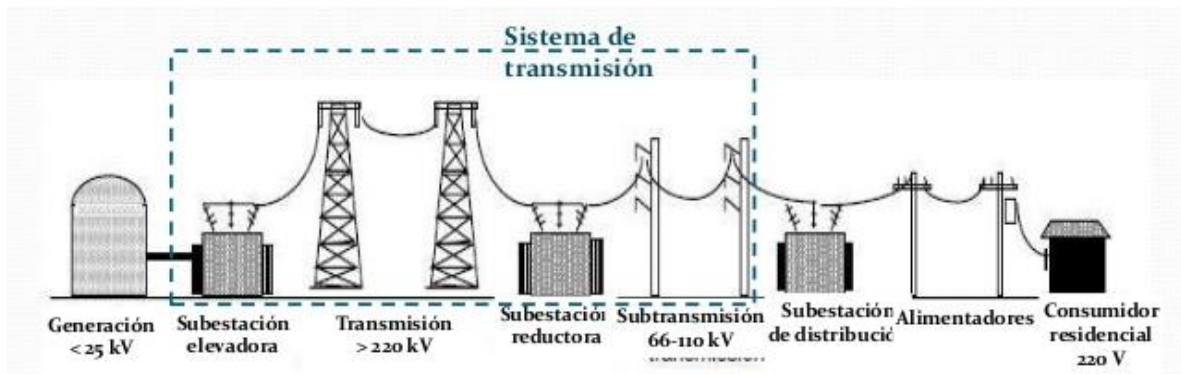 Sistema de
transmisión
Generación
<25 kV
Subestación
elevadora
Transmisión
>220 kV
Subestación
reductora
Subtransmisión
66-110 kV
Subestación
de distribució
Alimentadores
Consumidor
residencial
220 V